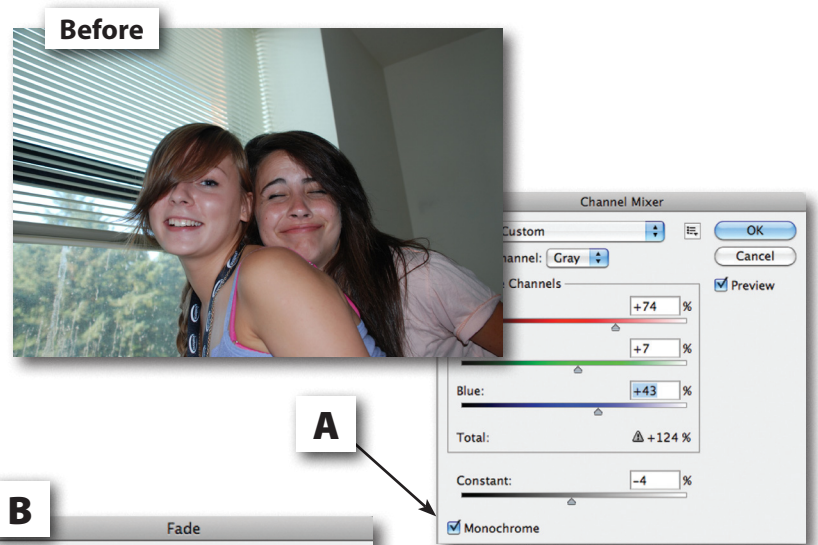 Before
Channel Mixer
Custom
OK
annel: Gray
Cancel
Channels
Preview
+74 %
+7 %
Blue: +43 %
Total: +124 %
A
Constant: -4 %
B
Monochrome
Fade